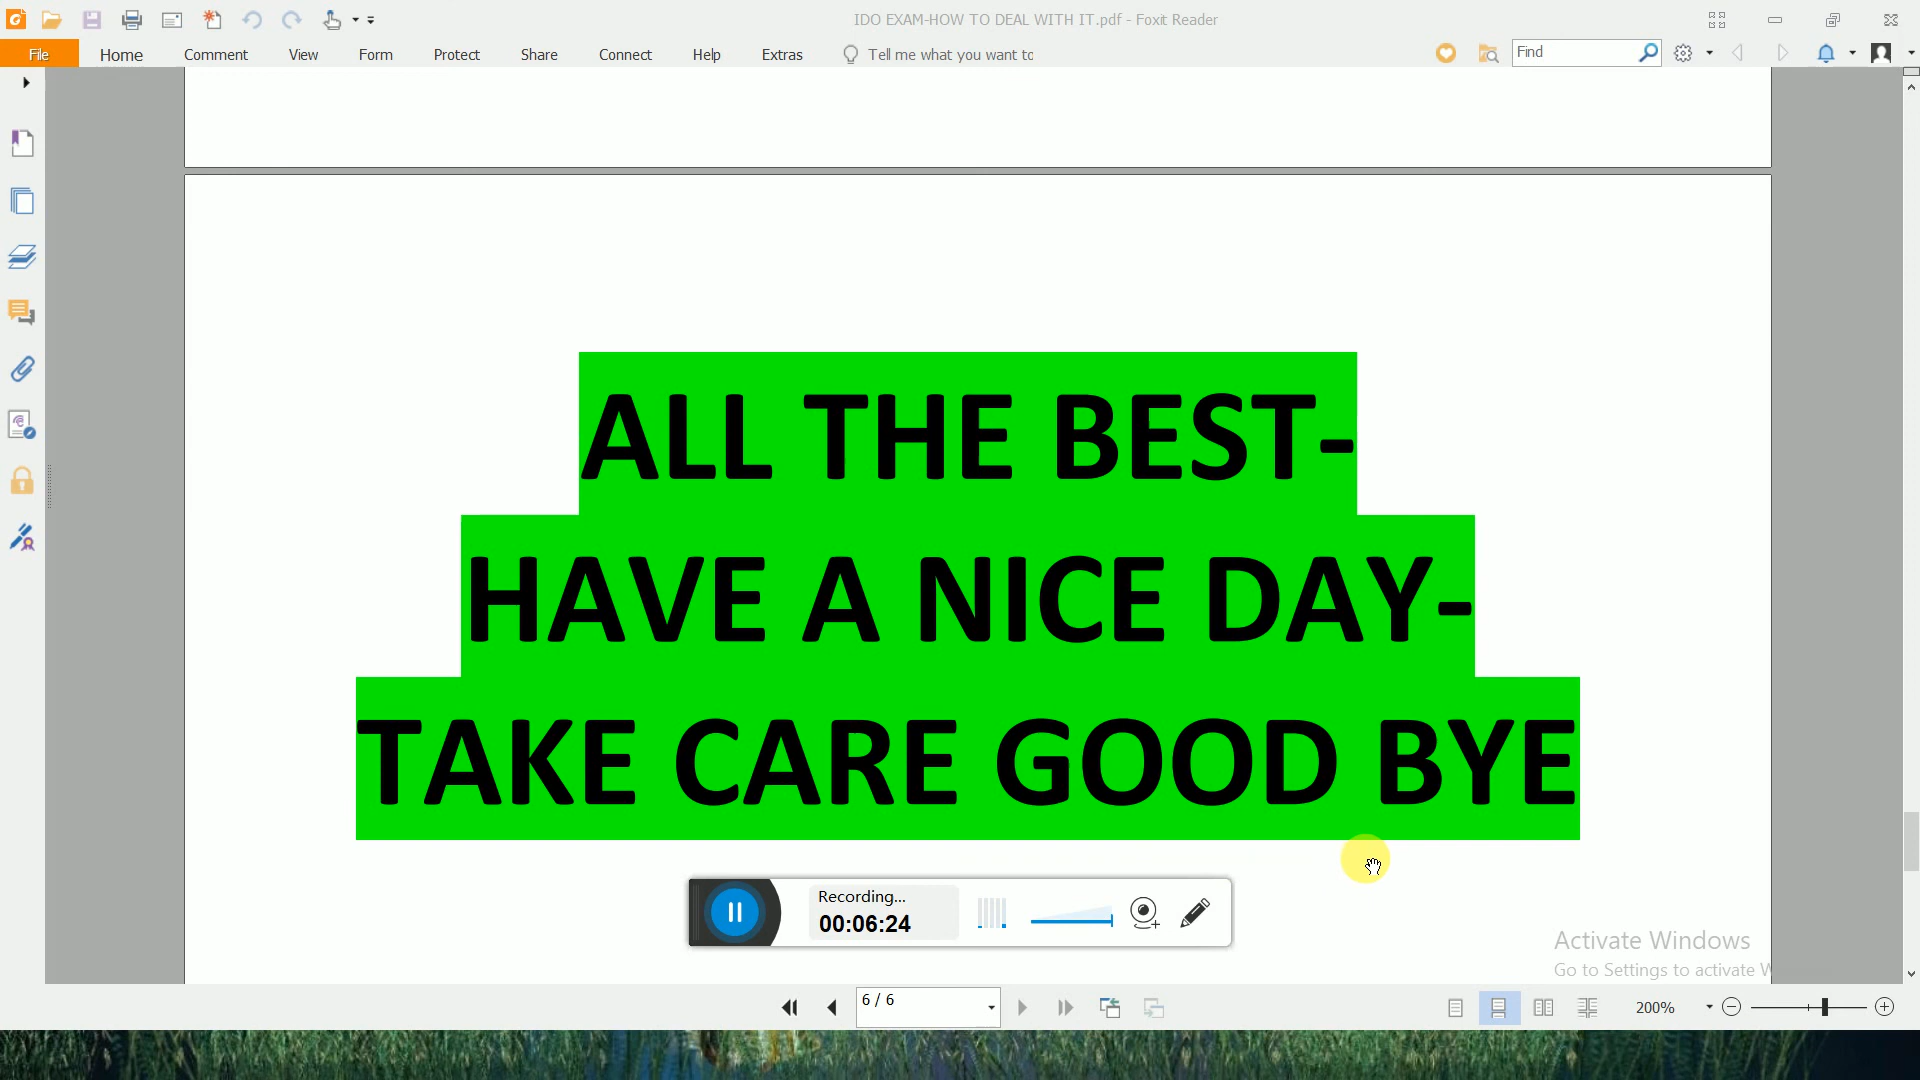 IDO EXAM-HOW TO DEAL WITH IT.pdf - Foxit Reader
File Home Comment View Form Protect Share Connect Help Extras Tell me what you want to Find
ALL THE BEST-
HAVE A NICE DAY-
TAKE CARE GOOD BYE
Recording...
00:06:24
Activate Windows
Go to Settings to activate W
6 / 6
200%